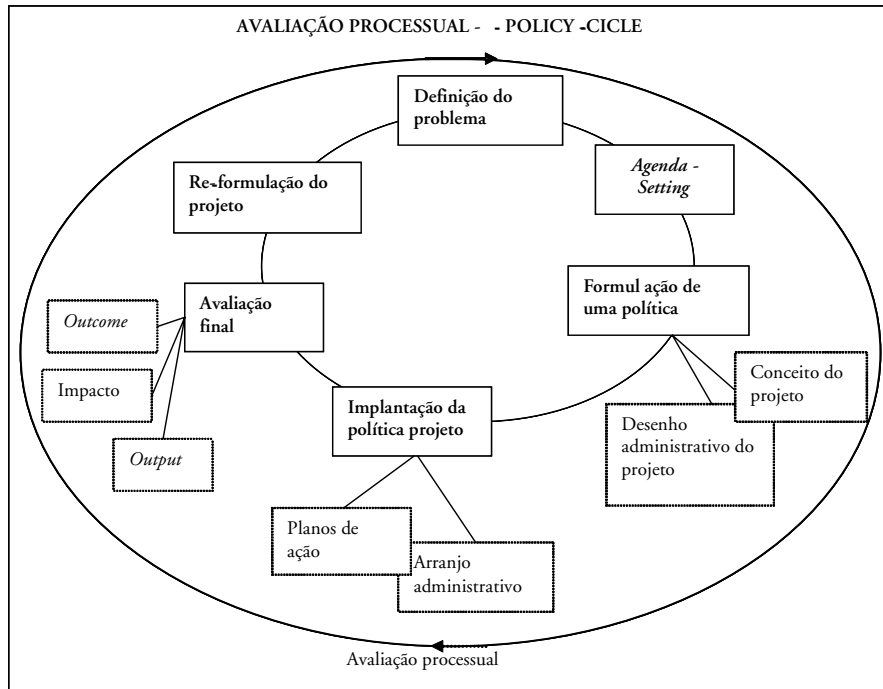 AVALIAÇÃO PROCESSUAL - - POLICY -CICLE
Definição do
problema
Agenda -
Setting
Re-formulação do
projeto
Formul ação de
uma política
Avaliação
final
Outcome
Impacto
Output
Conceito do
projeto
Desenho
administrativo do
projeto
Implantação da
política projeto
Planos de
ação
Arranjo
administrativo
Avaliação processual